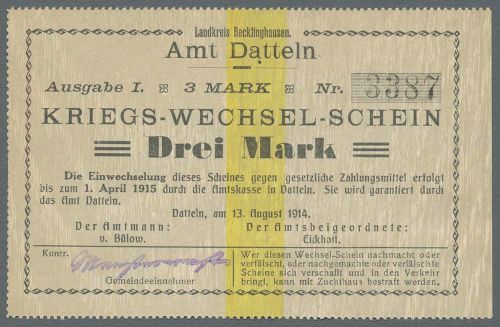 Landkreis Recklinghausen.
Amt Datteln
Ausgabe I. 3 MARK Nr. 3387
KRIEGS-WECHSEL-SCHEIN
Drei Mark
Die Einwechselung dieses Scheines gegen gesetzliche Zahlungsmittel erfolgt
bis zum 1. April 1915 durch die Amtskasse in Datteln. Sie wird garantiert durch
das Amt Datteln.
Datteln, am 13. August 1914.
Der Amtmann: Der Amtsbeigeordnete:
v. Bülow. Eickhoff.
Kontr.
Gemeindeeinnehmer
Wer diesen Wechsel-Schein nachmacht oder
verfälscht, oder nachgemachte oder verfälschte
Scheine sich verschafft und in den Verkehr
bringt, kann mit Zuchthaus bestraft werden.